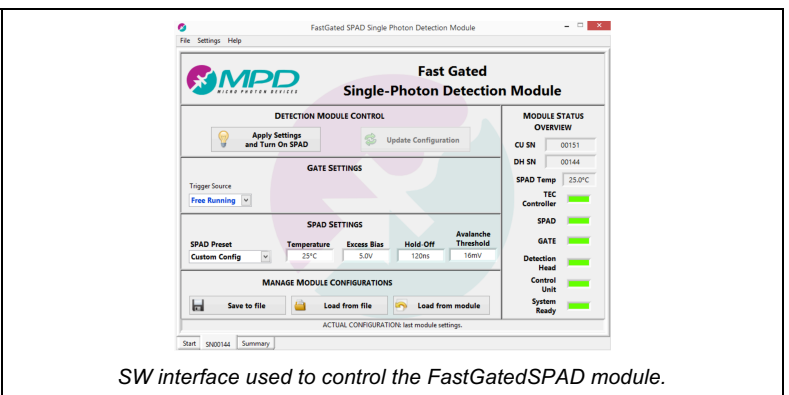 FastGated SPAD Single Photon Detection Module
File Settings Help
MPD
MICRO PHOTON DEVICES
Fast Gated
Single-Photon Detection Module
DETECTION MODULE CONTROL
Apply Settings
and Turn On SPAD
Update Configuration
GATE SETTINGS
Trigger Source
Free Running
SPAD SETTINGS
SPAD Preset
Custom Config
Temperature
25°C
Excess Bias
5.0V
Hold-Off
120ns
Avalanche
Threshold
16mV
MANAGE MODULE CONFIGURATIONS
Save to file
Load from file
Load from module
MODULE STATUS
OVERVIEW
CU SN 00151
DH SN 00144
SPAD Temp 25.0°C
TEC
Controller
SPAD
GATE
Detection
Head
Control
Unit
System
Ready
ACTUAL CONFIGURATION: last module settings.
Start SN00144 Summary
SW interface used to control the FastGatedSPAD module.